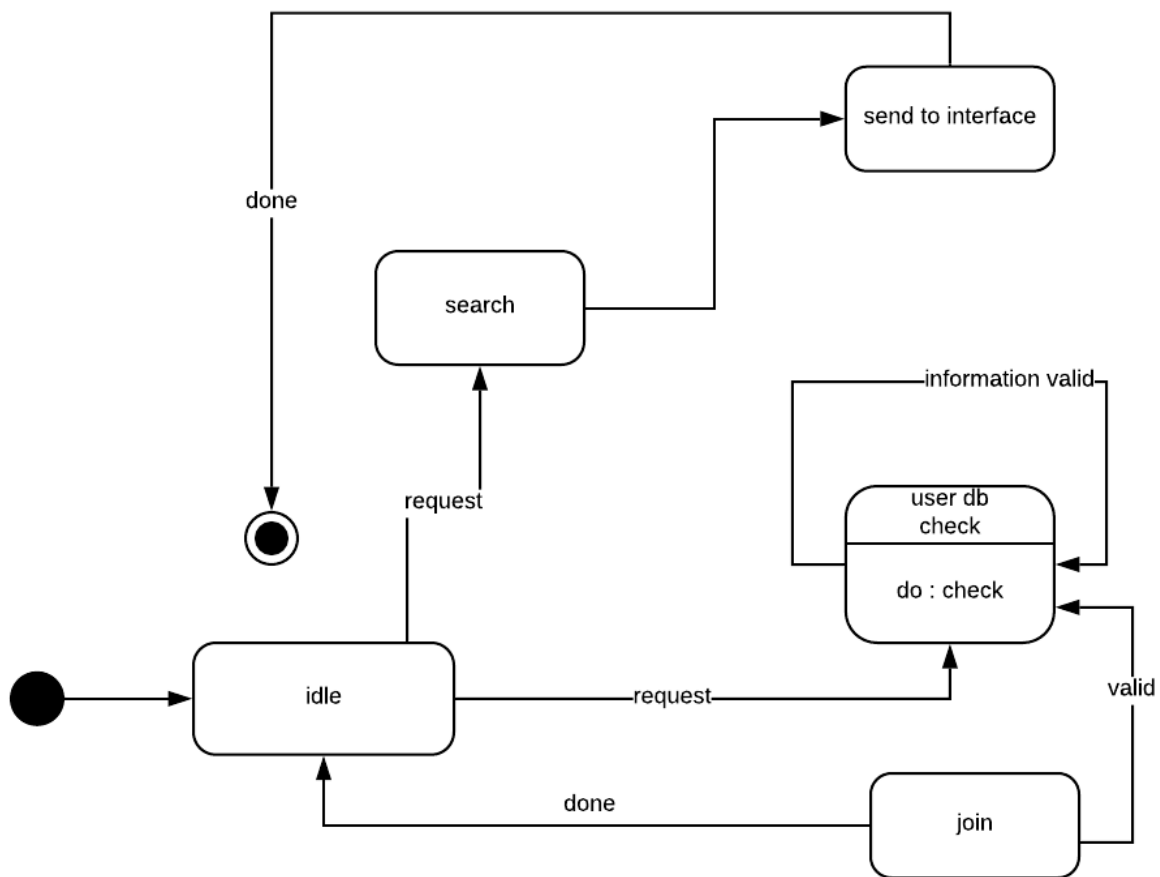 send to interface
done
search
information valid
request
user db
check
do : check
idle
request
valid
done
join